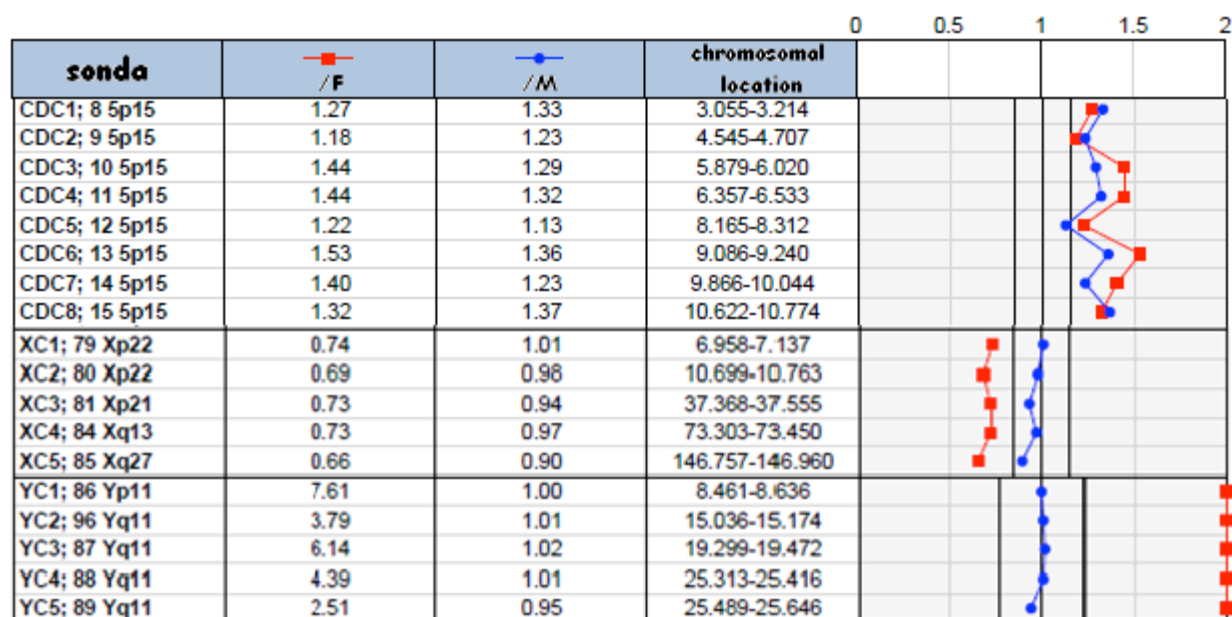 0 0.5 1 1.5 2
sonda /F /M chromosomal location
CDC1; 8 5p15 1.27 1.33 3.055-3.214
CDC2; 9 5p15 1.18 1.23 4.545-4.707
CDC3; 10 5p15 1.44 1.29 5.879-6.020
CDC4; 11 5p15 1.44 1.32 6.357-6.533
CDC5; 12 5p15 1.22 1.13 8.165-8.312
CDC6; 13 5p15 1.53 1.36 9.086-9.240
CDC7; 14 5p15 1.40 1.23 9.866-10.044
CDC8; 15 5p15 1.32 1.37 10.622-10.774
XC1; 79 Xp22 0.74 1.01 6.958-7.137
XC2; 80 Xp22 0.69 0.98 10.699-10.763
XC3; 81 Xp21 0.73 0.94 37.368-37.555
XC4; 84 Xq13 0.73 0.97 73.303-73.450
XC5; 85 Xq27 0.66 0.90 146.757-146.960
YC1; 86 Yp11 7.61 1.00 8.461-8.636
YC2; 96 Yq11 3.79 1.01 15.036-15.174
YC3; 87 Yq11 6.14 1.02 19.299-19.472
YC4; 88 Yq11 4.39 1.01 25.313-25.416
YC5; 89 Yq11 2.51 0.95 25.489-25.646